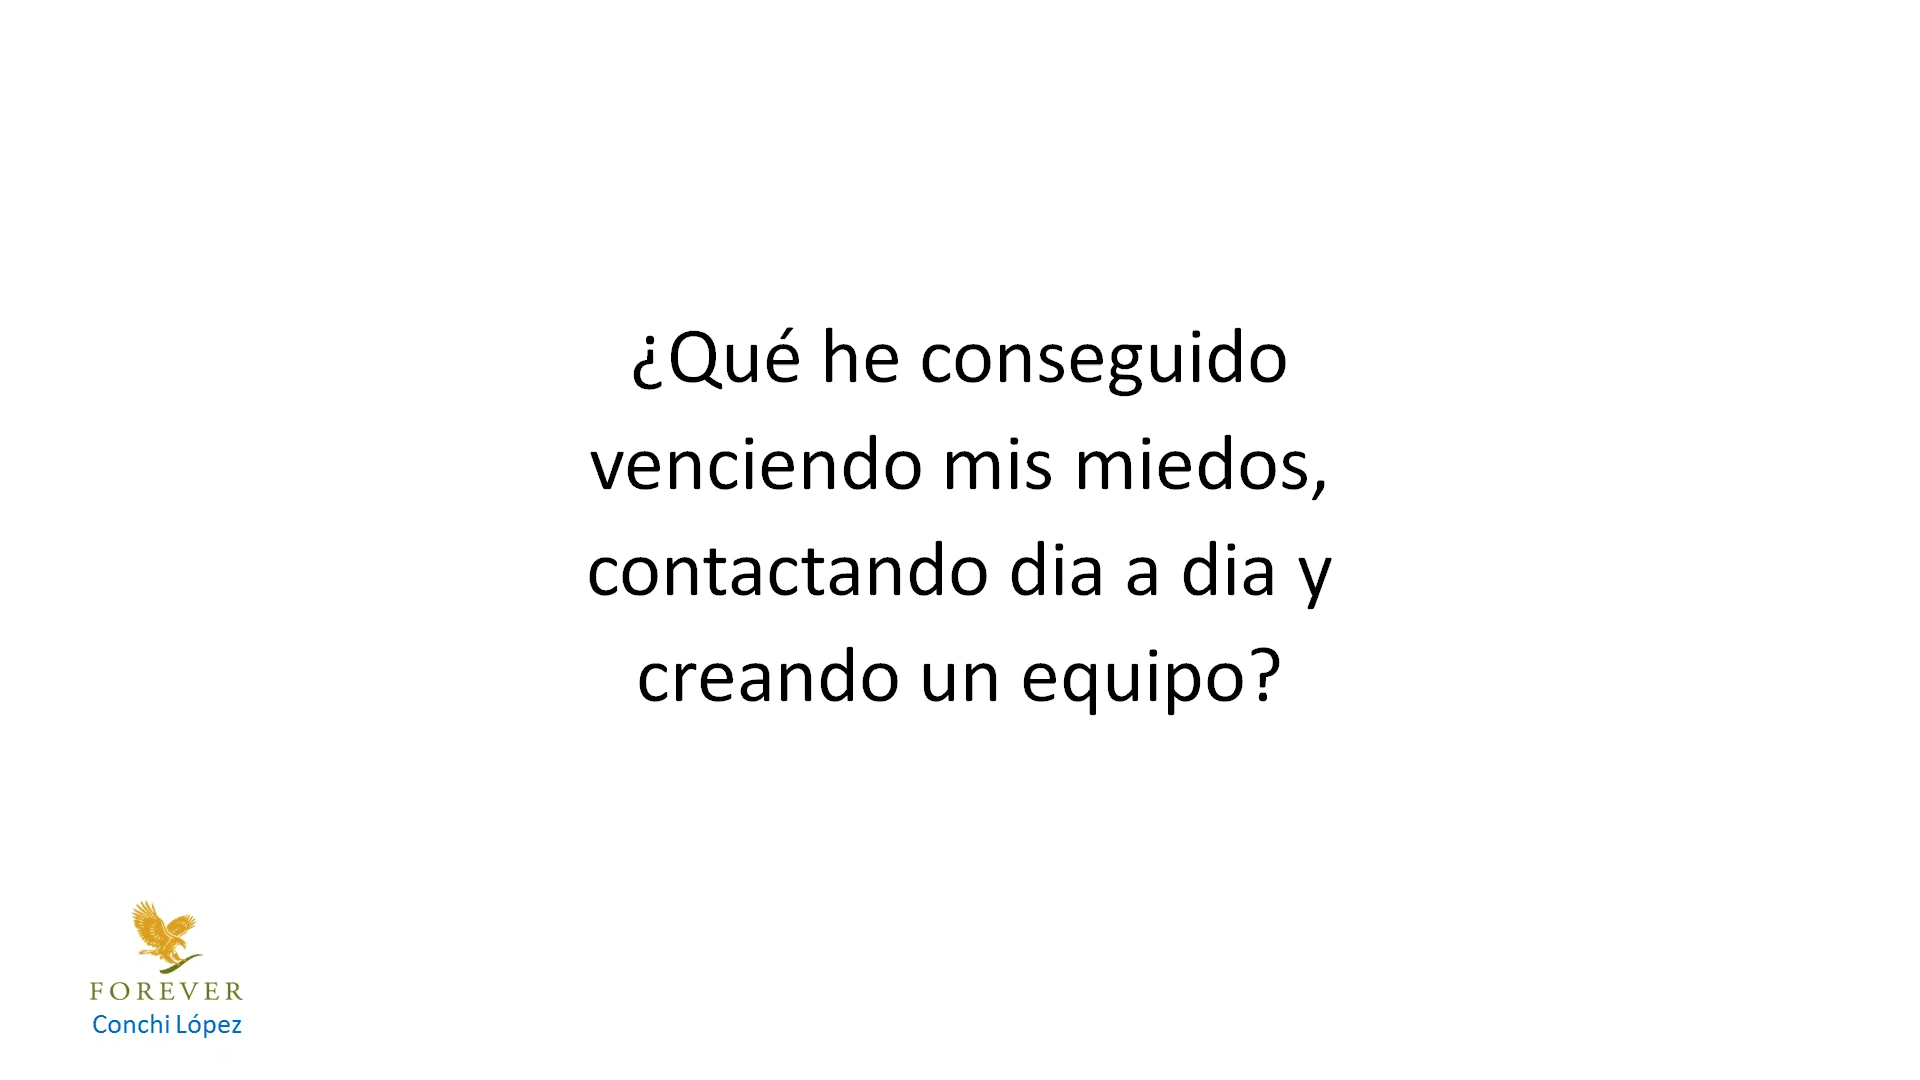 ¿Qué he conseguido
venciendo mis miedos,
contactando dia a dia y
creando un equipo?
FOREVER
Conchi López